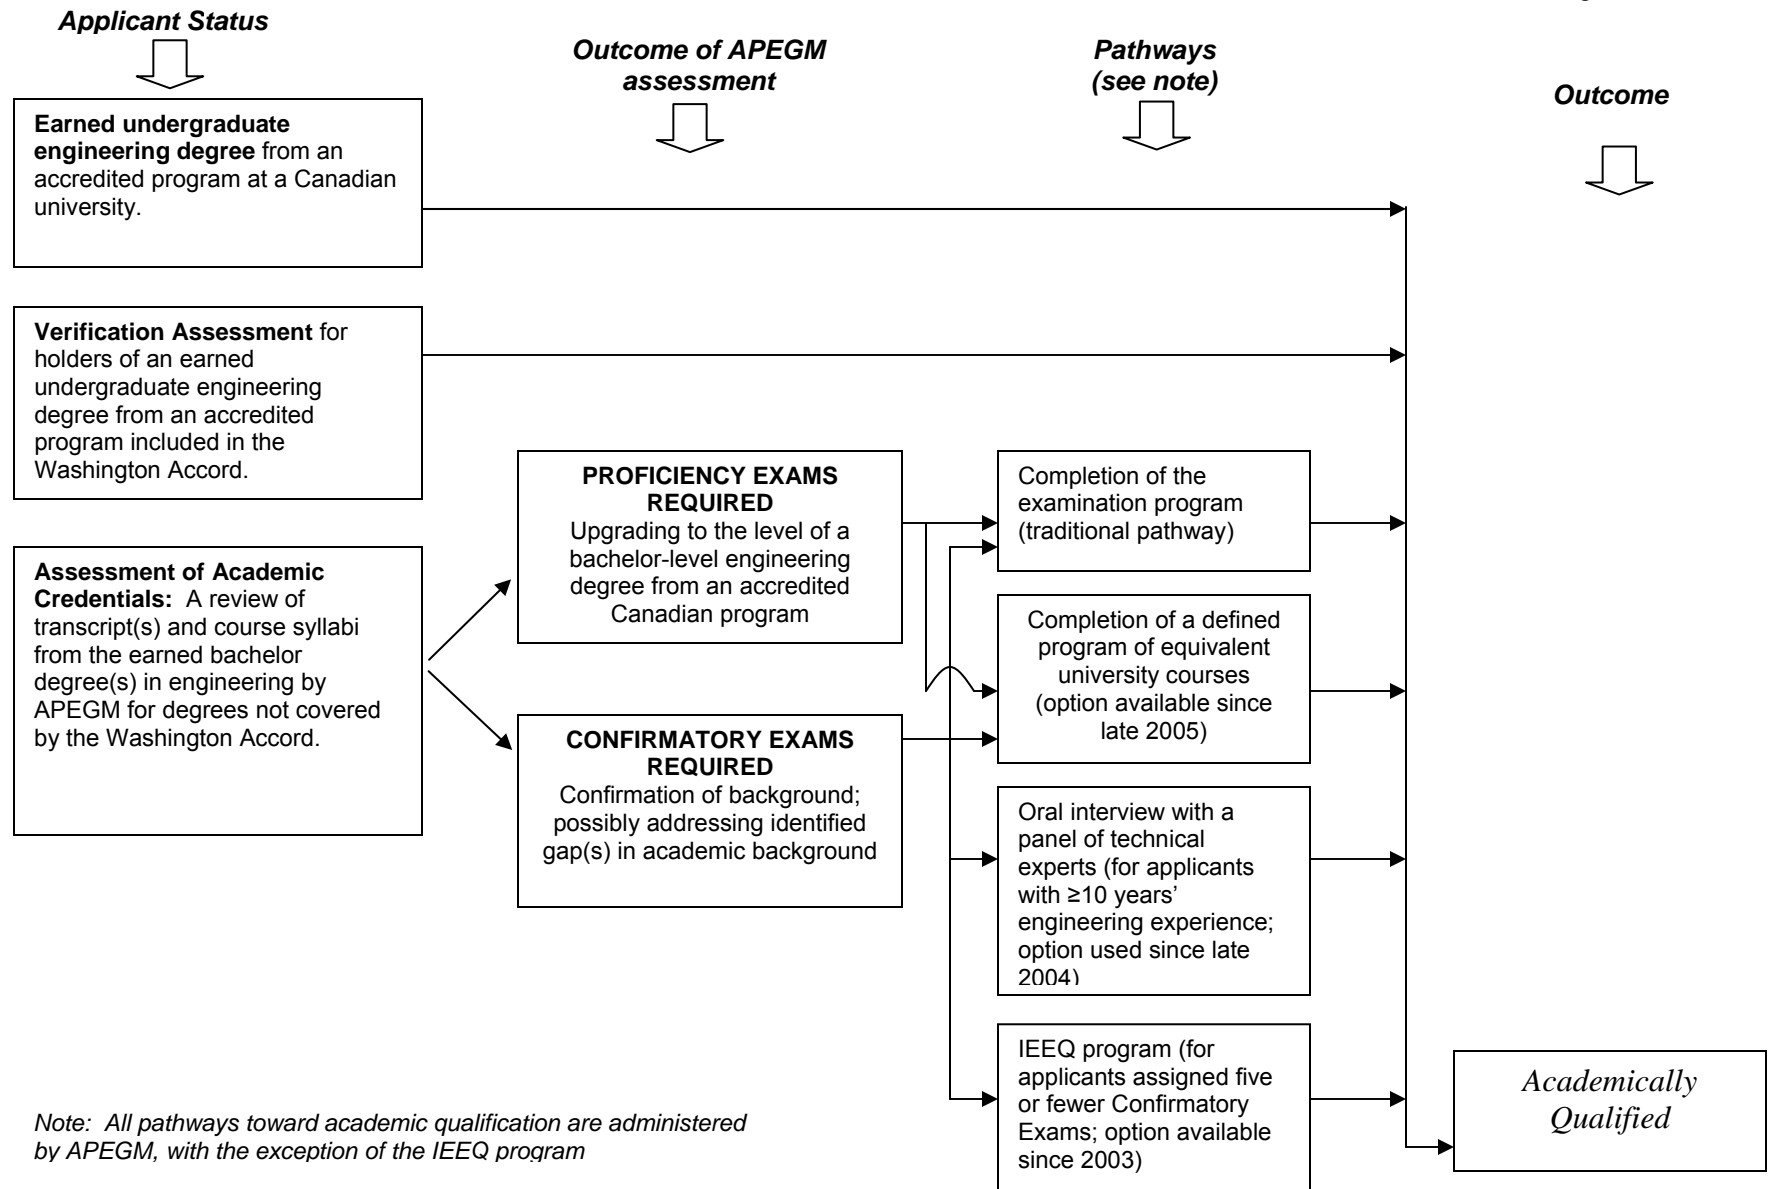 Applicant Status
Outcome of APEGM
assessment
Pathways
(see note)
Outcome
Earned undergraduate
engineering degree from an
accredited program at a Canadian
university.
Verification Assessment for
holders of an earned
undergraduate engineering
degree from an accredited
program included in the
Washington Accord.
Assessment of Academic
Credentials: A review of
transcript(s) and course syllabi
from the earned bachelor
degree(s) in engineering by
APEGM for degrees not covered
by the Washington Accord.
PROFICIENCY EXAMS
REQUIRED
Upgrading to the level of a
bachelor-level engineering
degree from an accredited
Canadian program
CONFIRMATORY EXAMS
REQUIRED
Confirmation of background;
possibly addressing identified
gap(s) in academic background
Completion of the
examination program
(traditional pathway)
Completion of a defined
program of equivalent
university courses
(option available since
late 2005)
Oral interview with a
panel of technical
experts (for applicants
with ≥10 years’
engineering experience;
option used since late
2004)
IEEQ program (for
applicants assigned five
or fewer Confirmatory
Exams; option available
since 2003)
Academically
Qualified
Note: All pathways toward academic qualification are administered
by APEGM, with the exception of the IEEQ program